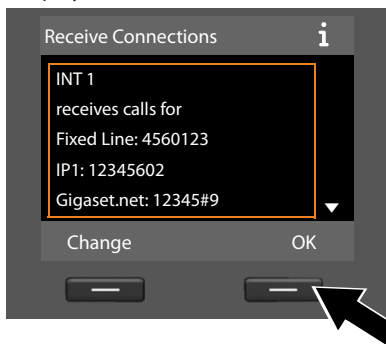 Receive Connections i
INT 1
receives calls for
Fixed Line: 4560123
IP1: 12345602
Gigaset.net: 12345#9
Change OK